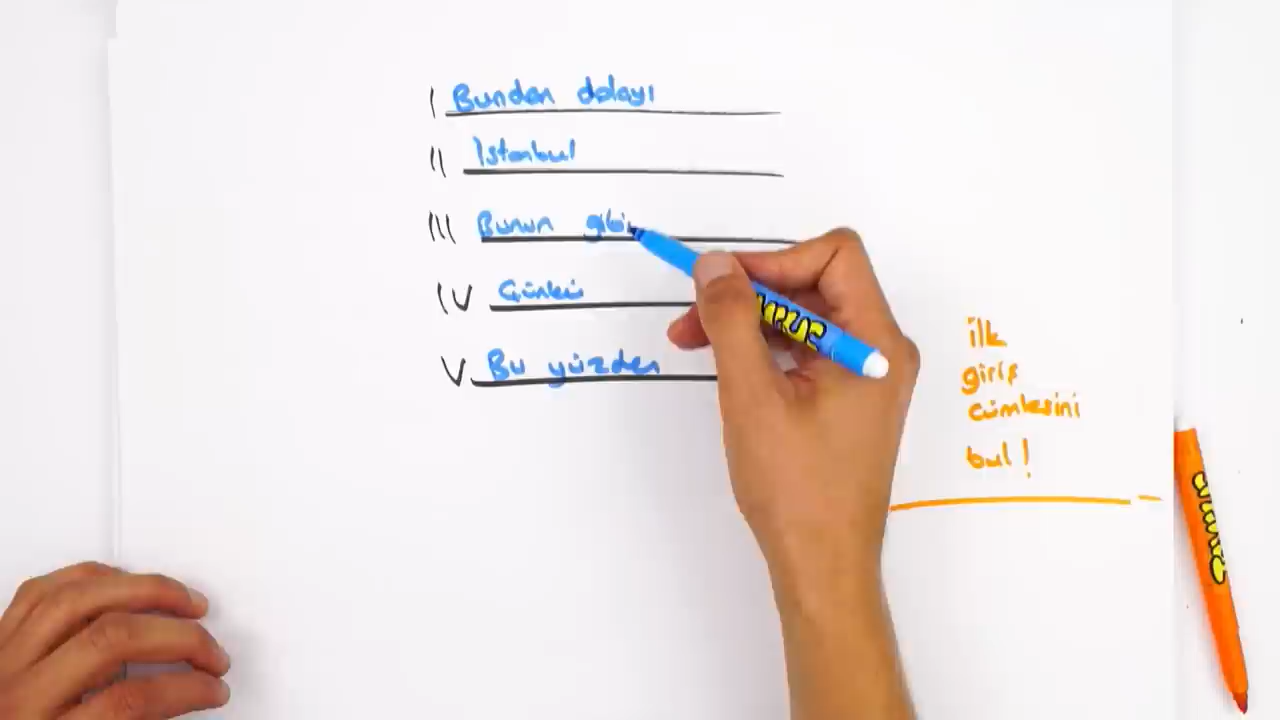 I Bundan dolayı
II İstanbul
III Bunun gibi
IV Çünkü
V Bu yüzden
ilk
giriş
cümlesini
bul!